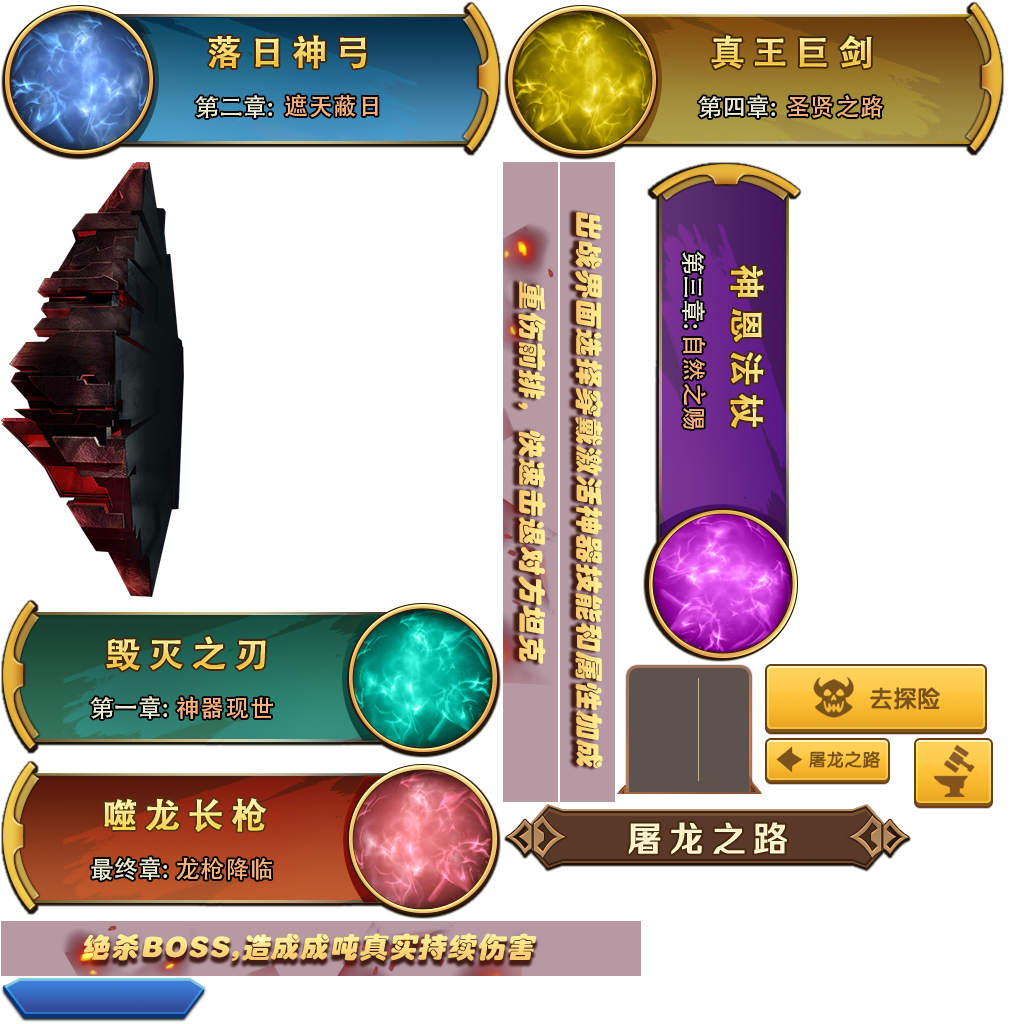 落日神弓
第二章: 遮天蔽日
真王巨剑
第四章: 圣贤之路
出战界面选择穿戴激活神器技能和属性加成
重伤前排，快速击退对方坦克
神恩法杖
第三章: 自然之赐
毁灭之刃
第一章: 神器现世
去探险
屠龙之路
噬龙长枪
最终章: 龙枪降临
屠龙之路
绝杀BOSS,造成成吨真实持续伤害